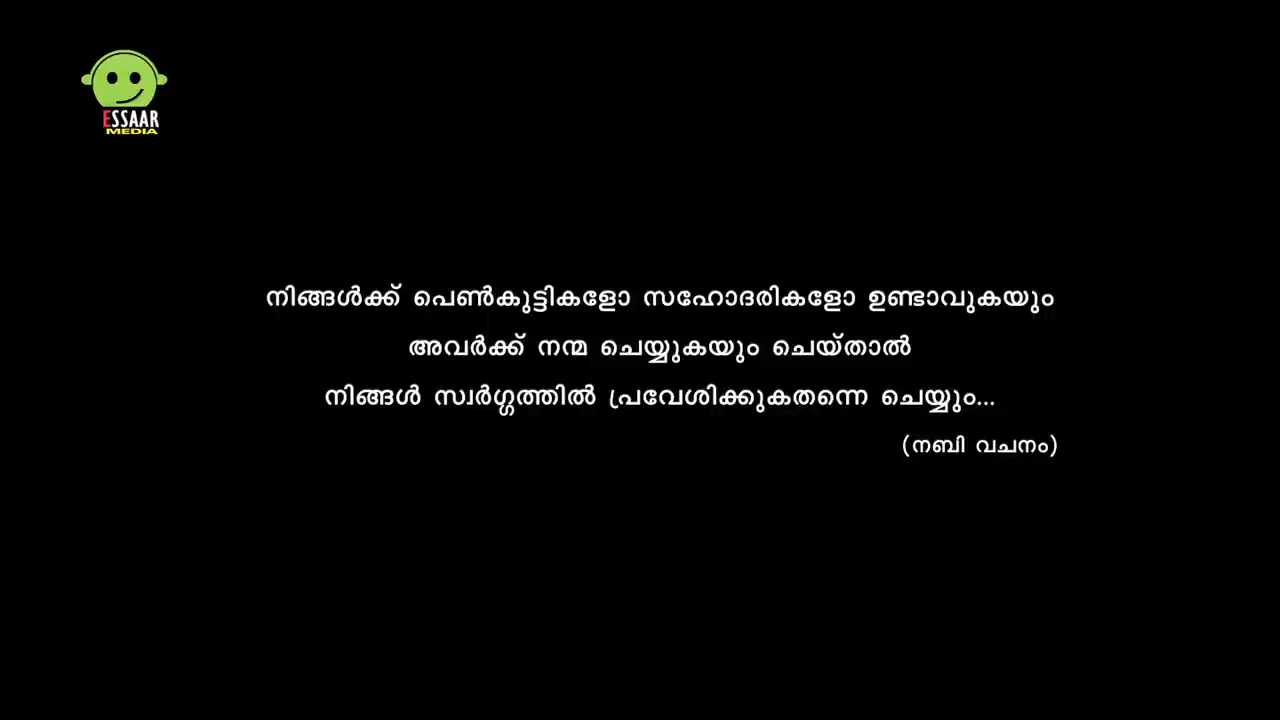 ESSAAR
MEDIA
നിങ്ങൾക്ക് പെൺകുട്ടികളോ സഹോദരികളോ ഉണ്ടാവുകയും
അവർക്ക് നന്മ ചെയ്യുകയും ചെയ്താൽ
നിങ്ങൾ സ്വർഗ്ഗത്തിൽ പ്രവേശിക്കുകതന്നെ ചെയ്യും...
(നബി വചനം)